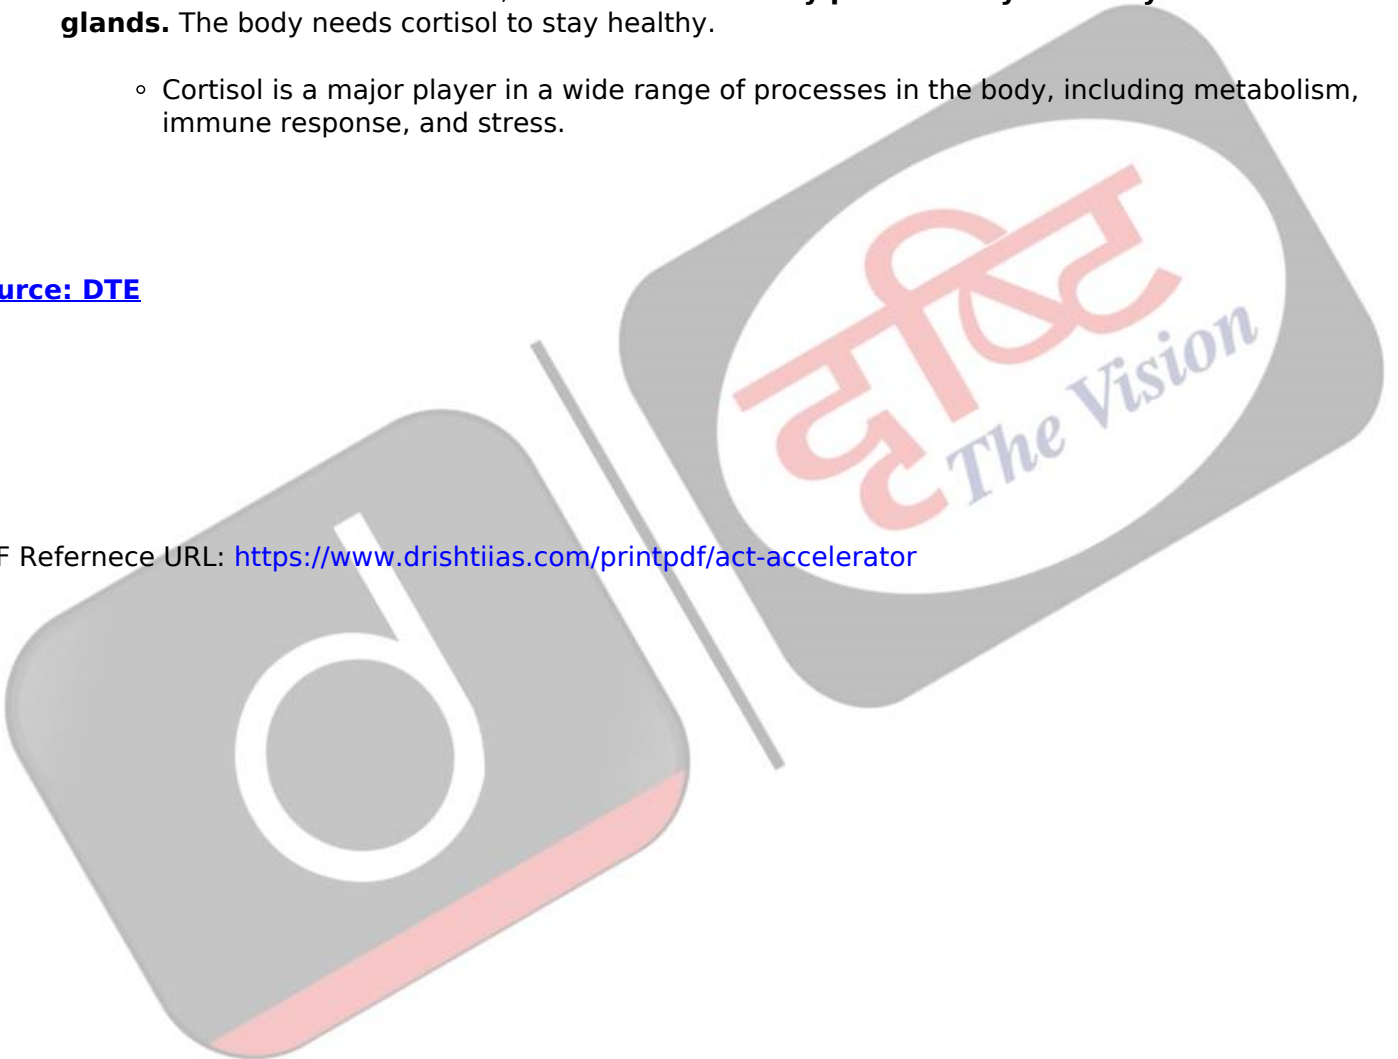 glands. The body needs cortisol to stay healthy.
Cortisol is a major player in a wide range of processes in the body, including metabolism,
immune response, and stress.
urce: DTE
F Refernece URL: https://www.drishtiias.com/printpdf/act-accelerator
दृष्टि
The Vision
d